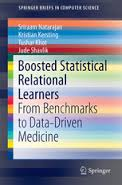 SPRINGER BRIEFS IN COMPUTER SCIENCE
Sriraam Natarajan
Kristian Kersting
Tushar Khot
Jude Shavlik
Boosted Statistical
Relational
Learners
From Benchmarks
to Data-Driven
Medicine
Springer